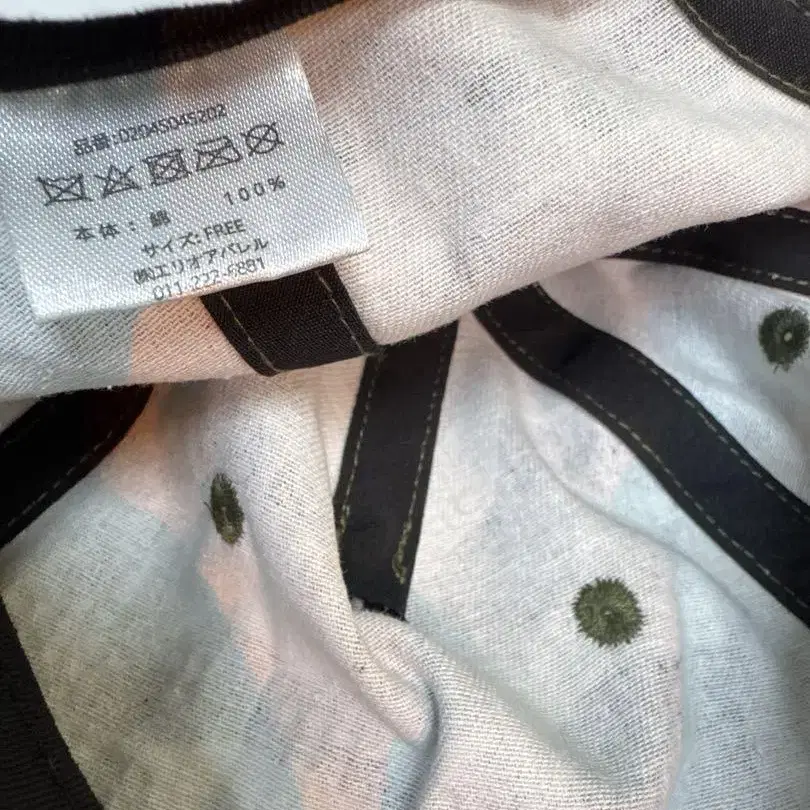 品番:02045045202
本体: 綿 100%
サイズ: FREE
㈱エリオアパレル
011-222-6881